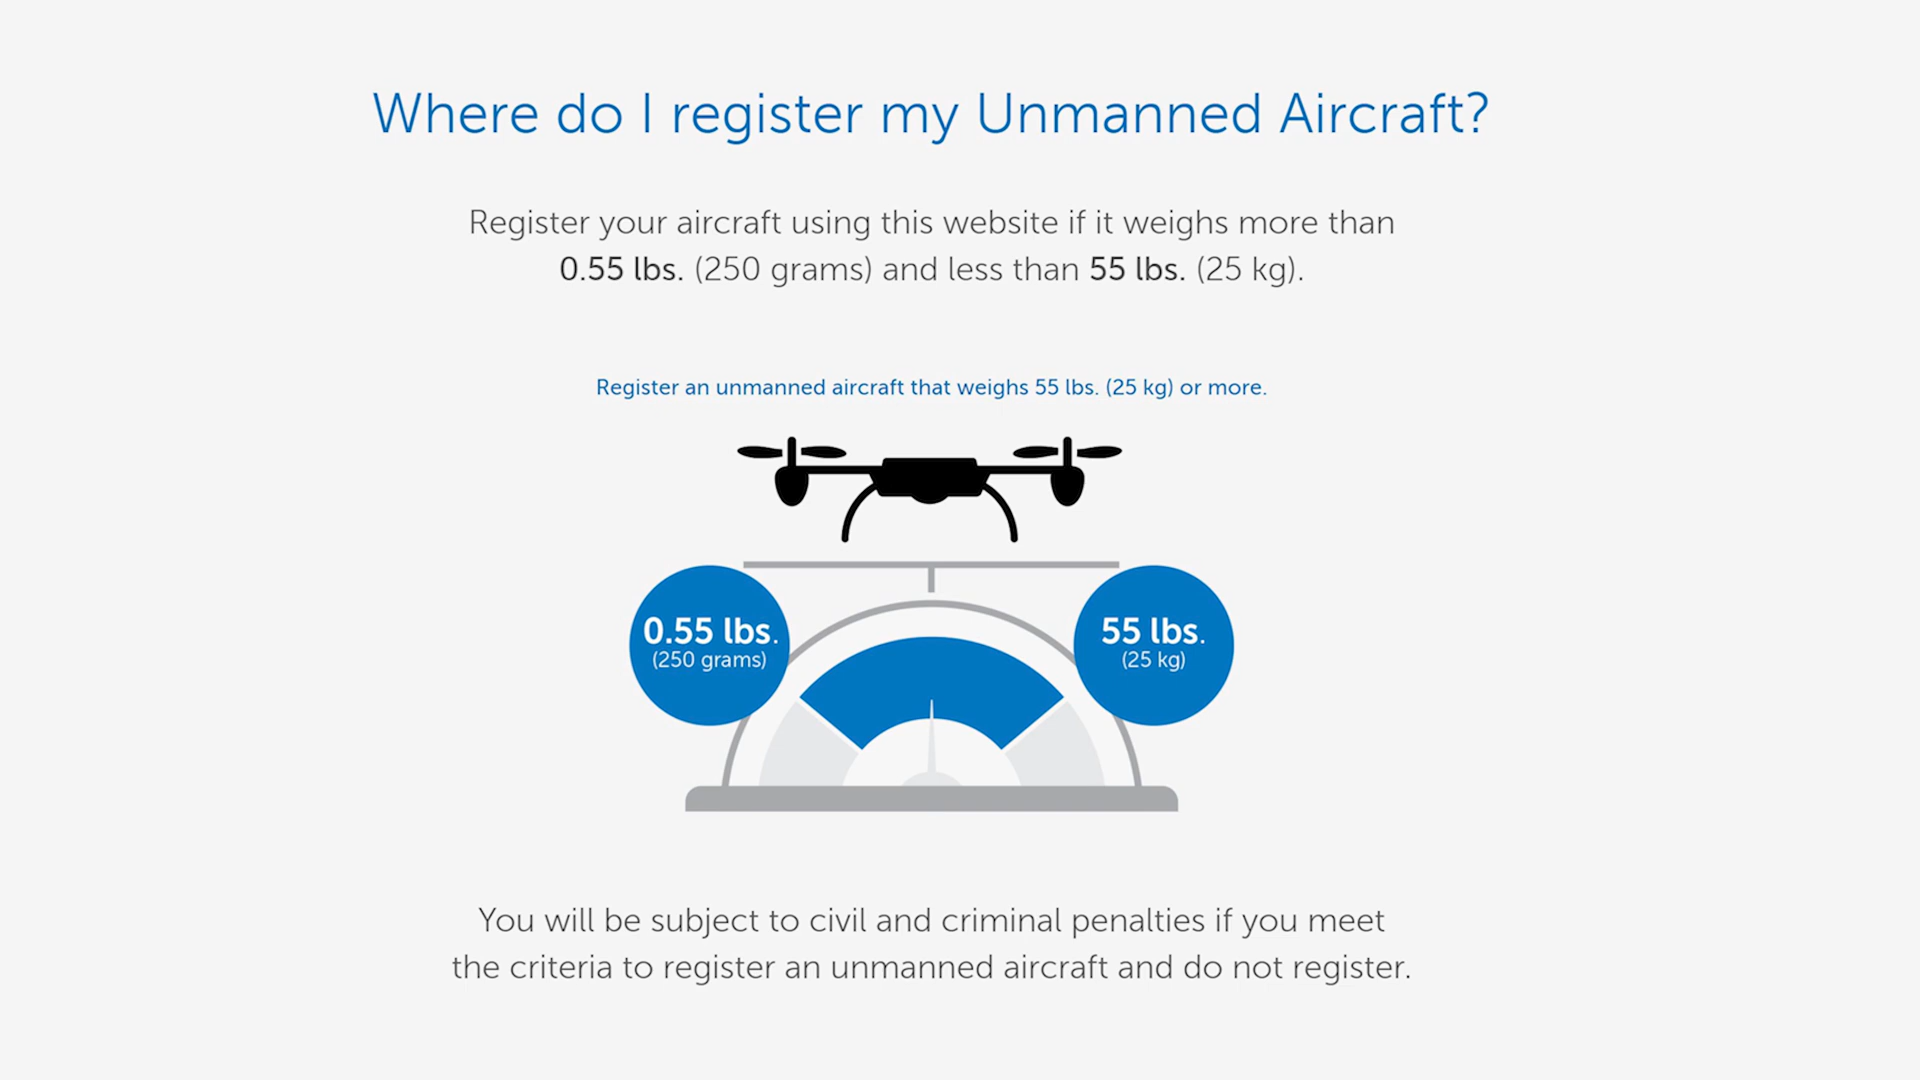 Where do I register my Unmanned Aircraft?
Register your aircraft using this website if it weighs more than
0.55 lbs. (250 grams) and less than 55 lbs. (25 kg).
Register an unmanned aircraft that weighs 55 lbs. (25 kg) or more.
0.55 lbs.
(250 grams)
55 lbs.
(25 kg)
You will be subject to civil and criminal penalties if you meet
the criteria to register an unmanned aircraft and do not register.